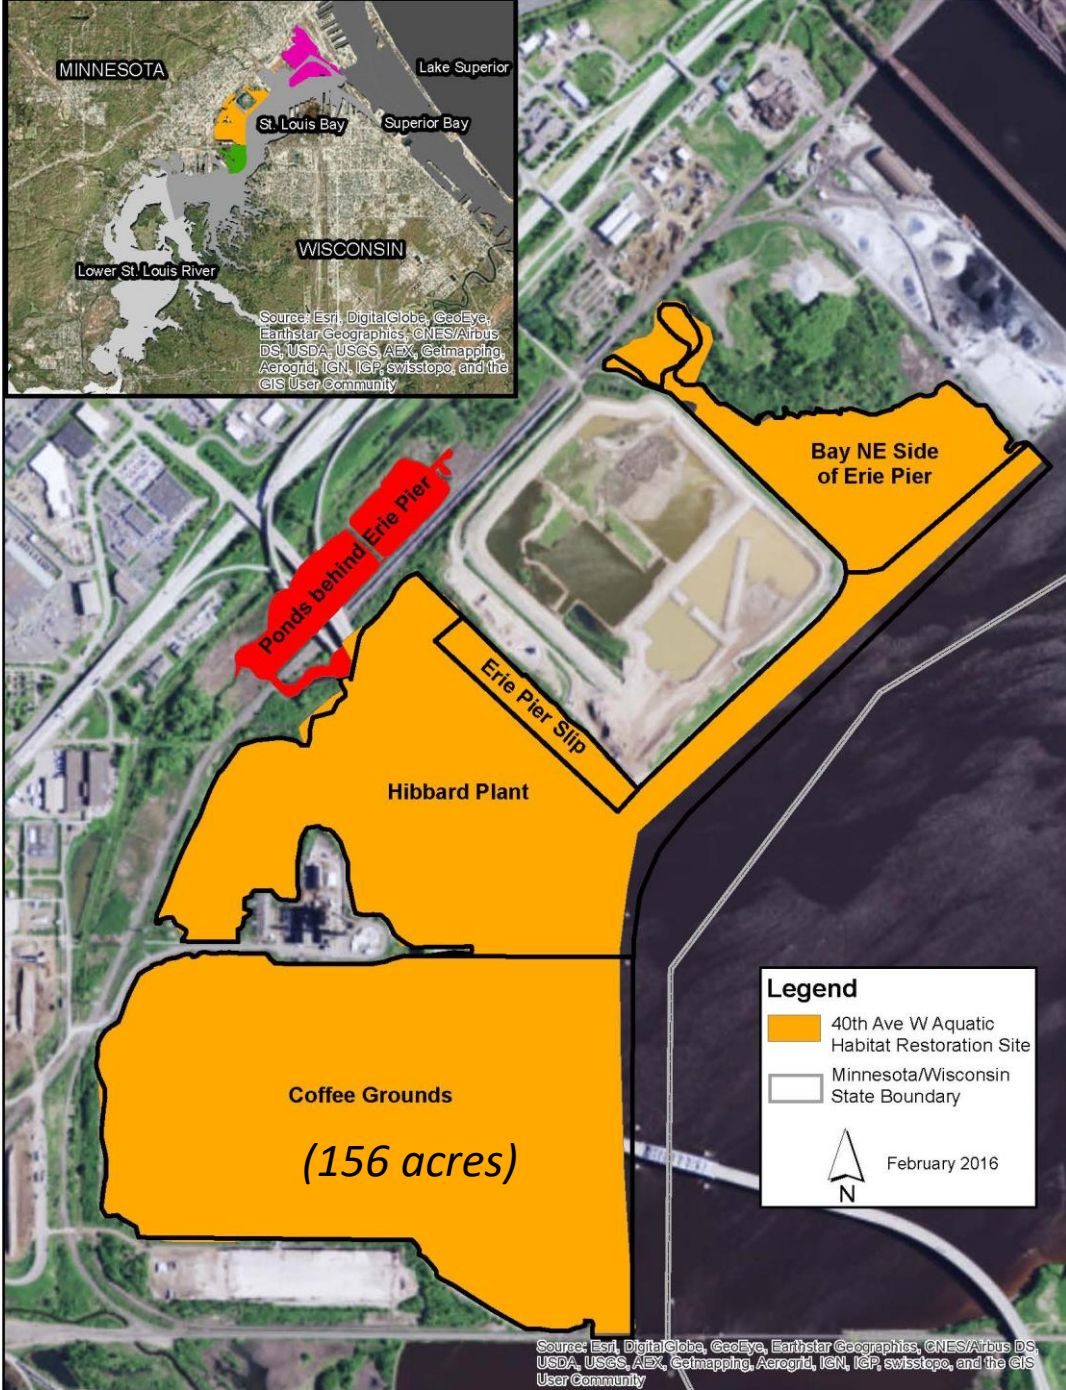 MINNESOTA
Lake Superior
St. Louis Bay
Superior Bay
WISCONSIN
Lower St. Louis River
Source: Esri, DigitalGlobe, GeoEye,
Earthstar Geographics, CNES/Airbus
DS, USDA, USGS, AEX, Getmapping,
Aerogrid, IGN, IGP, swisstopo, and the
GIS User Community
Bay NE Side
of Erie Pier
Ponds behind Erie Pier
Erie Pier Slip
Hibbard Plant
Coffee Grounds
(156 acres)
Legend
40th Ave W Aquatic
Habitat Restoration Site
Minnesota/Wisconsin
State Boundary
N
February 2016
Source: Esri, DigitalGlobe, GeoEye, Earthstar Geographics, CNES/Airbus DS,
USDA, USGS, AEX, Getmapping, Aerogrid, IGN, IGP, swisstopo, and the GIS
User Community